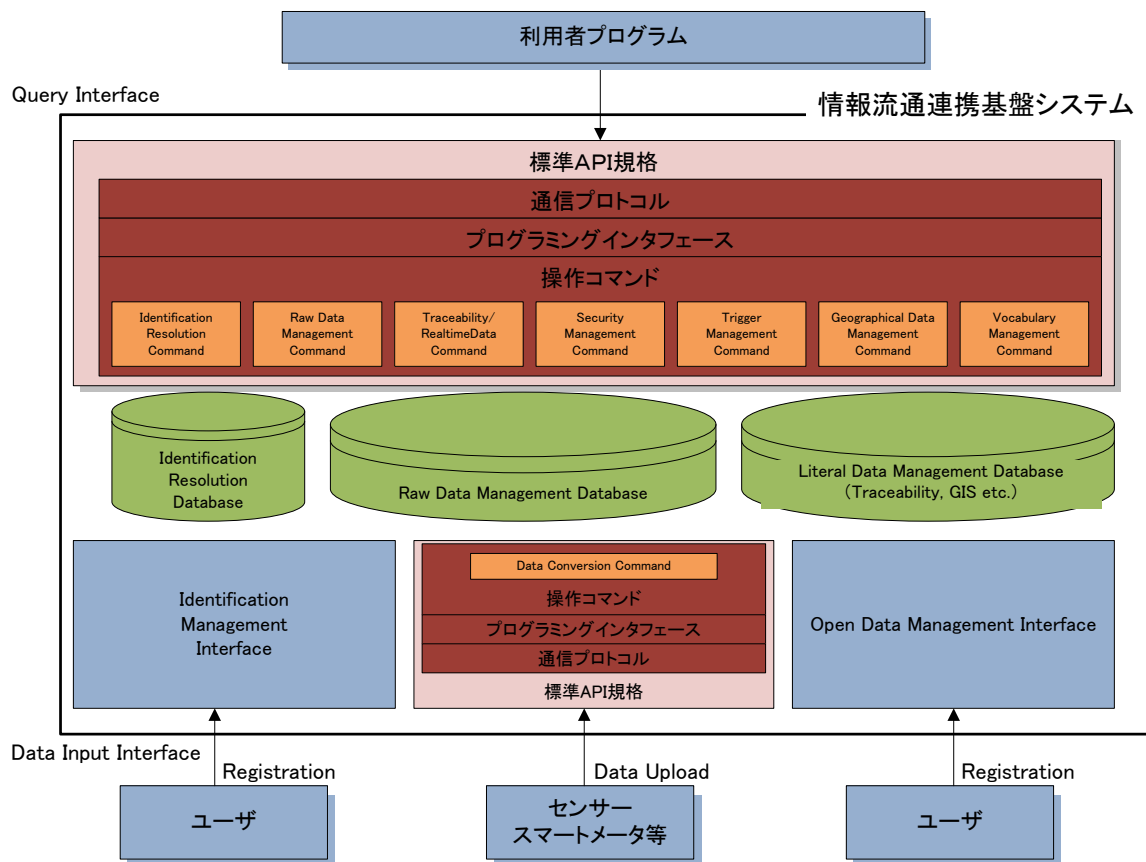 利用者プログラム
Query Interface
情報流通連携基盤システム
標準API規格
通信プロトコル
プログラミングインタフェース
操作コマンド
Identification
Resolution
Command
Raw Data
Management
Command
Traceability/
RealtimeData
Command
Security
Management
Command
Trigger
Management
Command
Geographical Data
Management
Command
Vocabulary
Management
Command
Identification
Resolution
Database
Raw Data Management Database
Literal Data Management Database
(Traceability, GIS etc.)
Identification
Management
Interface
Data Conversion Command
操作コマンド
プログラミングインタフェース
通信プロトコル
標準API規格
Open Data Management Interface
Data Input Interface
Registration
Data Upload
Registration
ユーザ
センサー
スマートメータ等
ユーザ